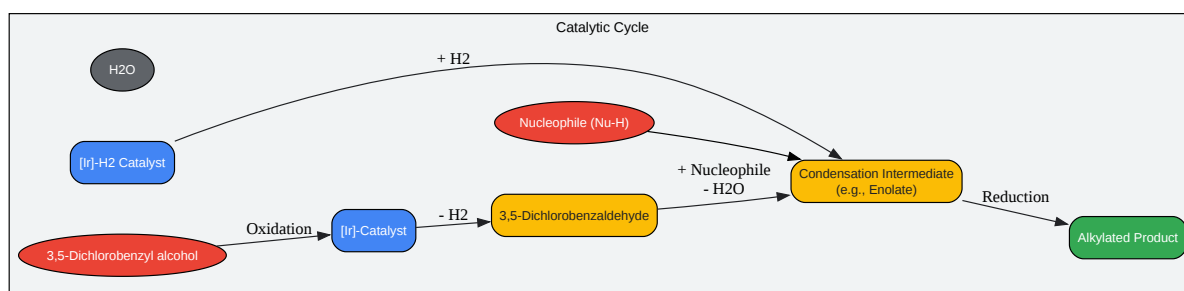 Catalytic Cycle
H2O
+ H2
Nucleophile (Nu-H)
[Ir]-H2 Catalyst
+ Nucleophile
- H2O
Condensation Intermediate
(e.g., Enolate)
Reduction
3,5-Dichlorobenzaldehyde
- H2
[Ir]-Catalyst
Oxidation
3,5-Dichlorobenzyl alcohol
Alkylated Product